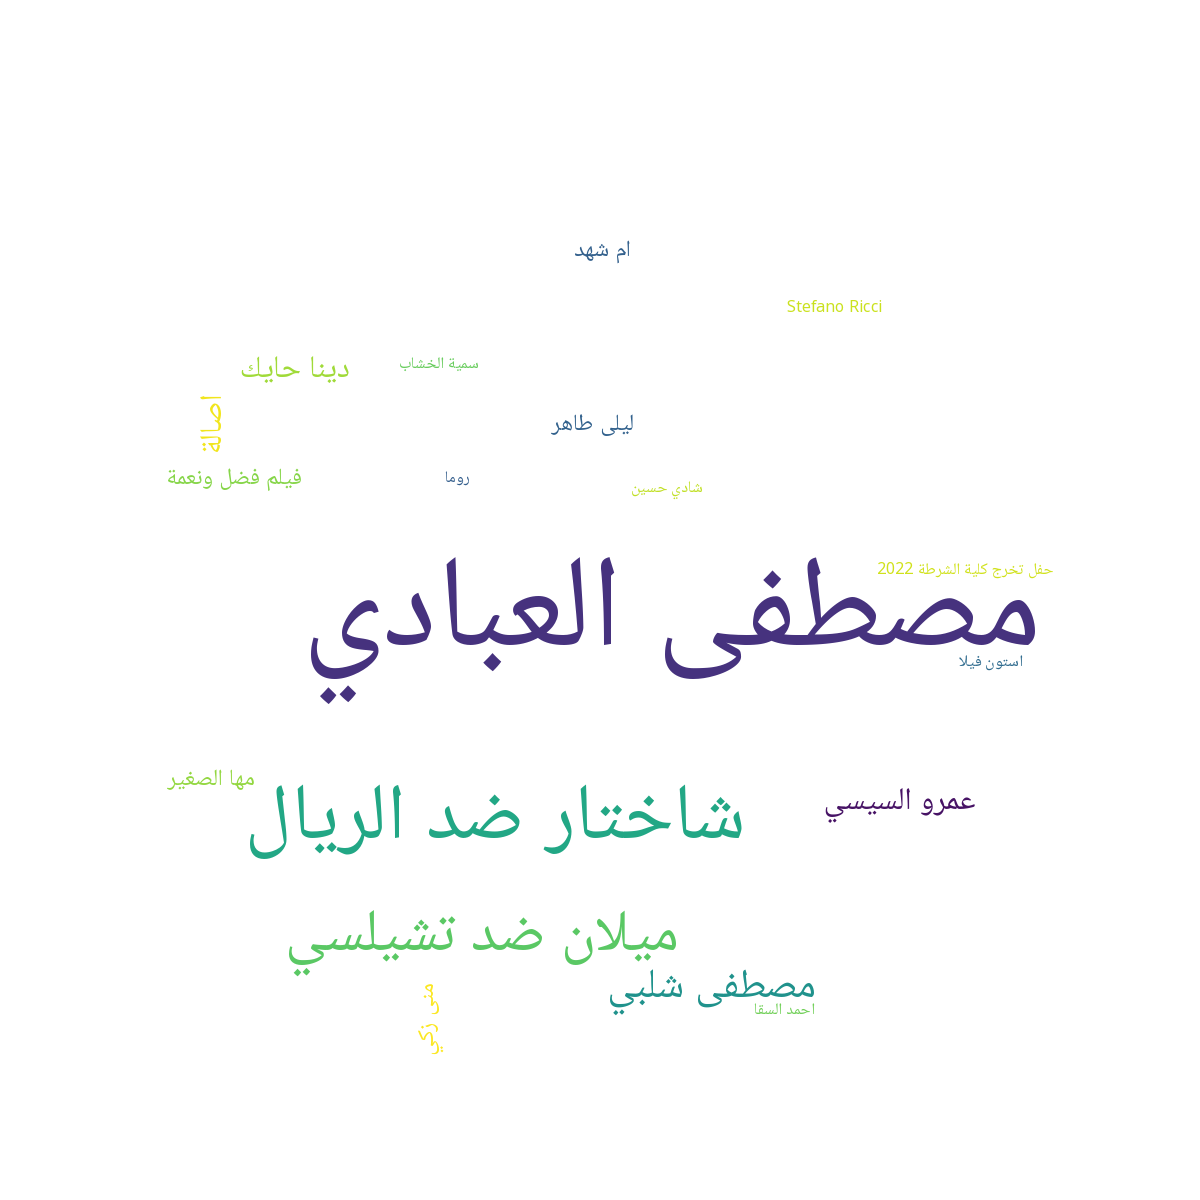 ام شهد
Stefano Ricci
سمية الخشاب
دينا حايك
اصالة
ليلى طاهر
فيلم فضل ونعمة
روما
شادي حسين
حفل تخرج كلية الشرطة 2022
مصطفى العبادي
استون فيلا
مها الصغير
عمرو السيسي
شاختار ضد الريال
ميلان ضد تشيلسي
مصطفى شلبي
احمد السقا
منى زكي